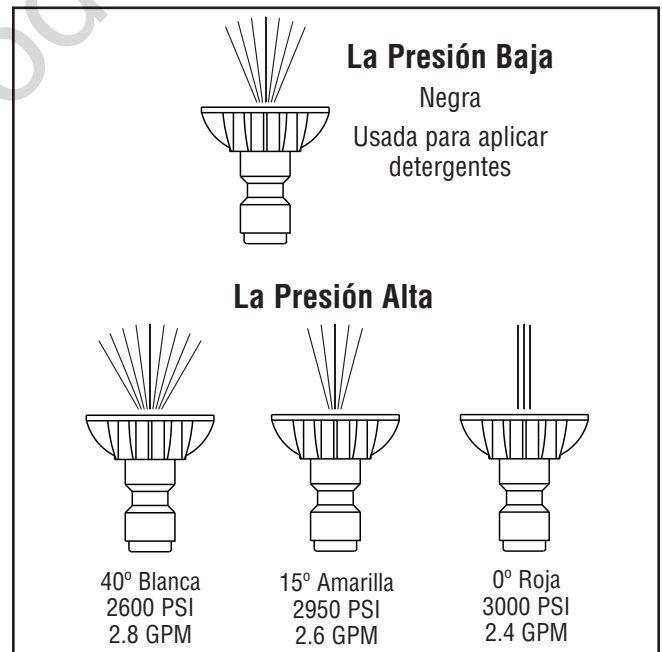 La Presión Baja
Negra
Usada para aplicar
detergentes
La Presión Alta
40º Blanca
2600 PSI
2.8 GPM
15º Amarilla
2950 PSI
2.6 GPM
0º Roja
3000 PSI
2.4 GPM